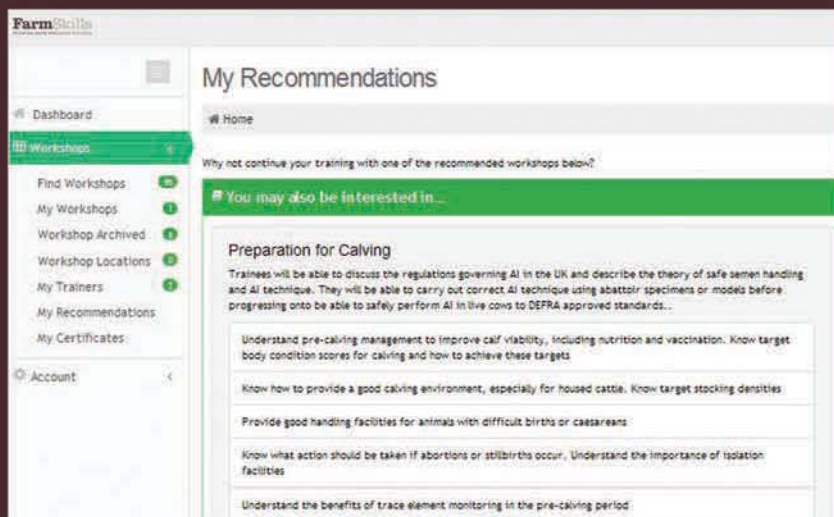 FarmSkills
My Recommendations
Dashboard
Home
Workshops
Why not continue your training with one of the recommended workshops below?
Find Workshops
My Workshops
Workshop Archived
Workshop Locations
My Trainers
My Recommendations
My Certificates
Account
You may also be interested in...
Preparation for Calving
Trainees will be able to discuss the regulations governing AI in the UK and describe the theory of safe semen handling
and AI technique. They will be able to carry out correct AI technique using abattoir specimens or models before
progressing onto be able to safely perform AI in live cows to DEFRA approved standards..
Understand pre-calving management to improve calf viability, including nutrition and vaccination. Know target
body condition scores for calving and how to achieve these targets
Know how to provide a good calving environment, especially for housed cattle. Know target stocking densities
Provide good handling facilities for animals with difficult births or caesareans
Know what action should be taken if abortions or stillbirths occur. Understand the importance of isolation
facilities
Understand the benefits of trace element monitoring in the pre-calving period